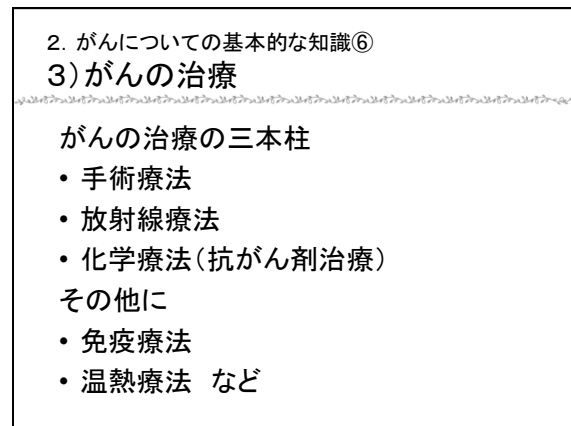 ２．がんについての基本的な知識⑥
３）がんの治療
がんの治療の三本柱
• 手術療法
• 放射線療法
• 化学療法（抗がん剤治療）
その他に
• 免疫療法
• 温熱療法　など